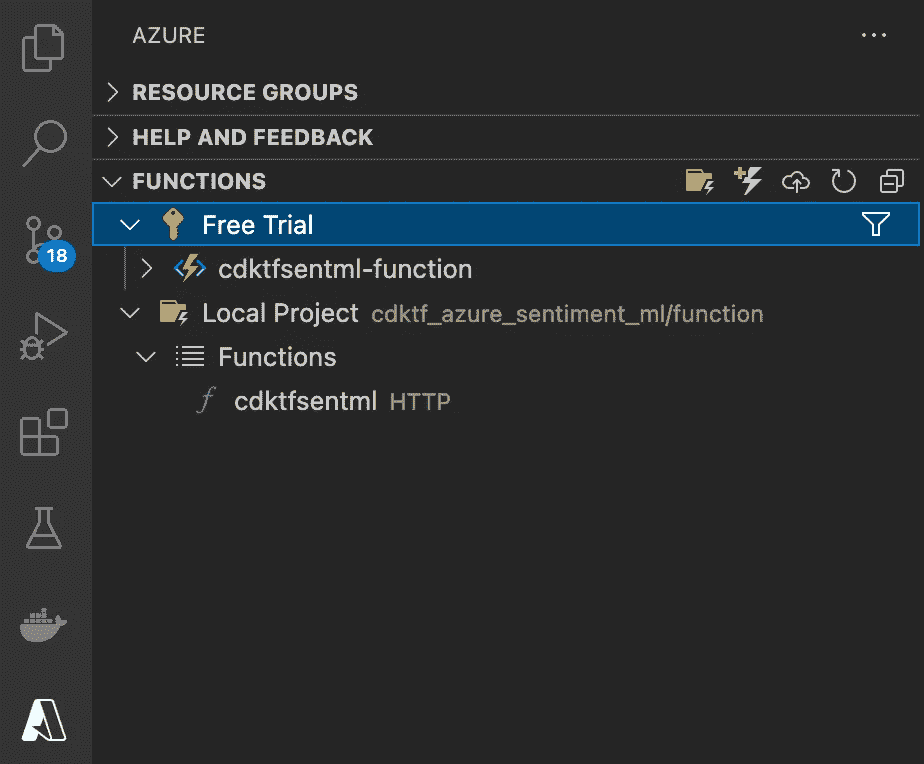 AZURE
RESOURCE GROUPS
HELP AND FEEDBACK
FUNCTIONS
Free Trial
cdktfsentml-function
18
Local Project cdktf_azure_sentiment_ml/function
Functions
cdktfsentml HTTP